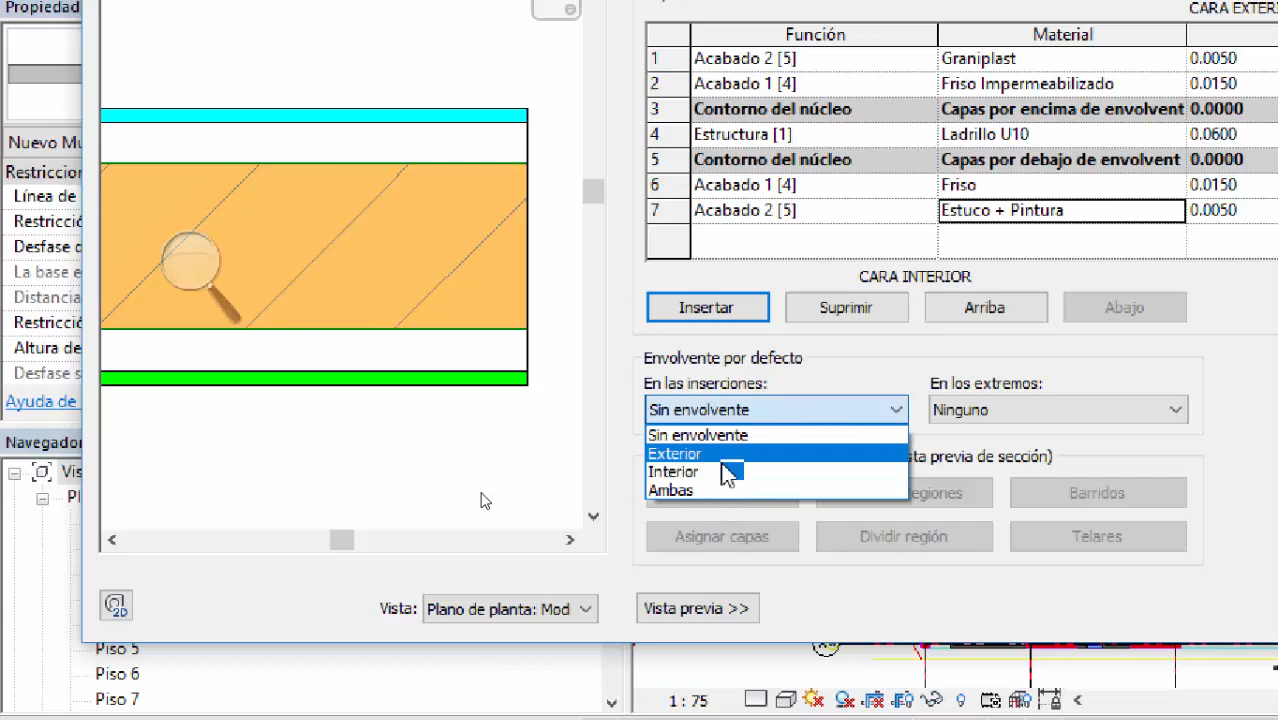 Propiedad
CARA EXTERI
Función Material
1 Acabado 2 [5] Graniplast 0.0050
2 Acabado 1 [4] Friso Impermeabilizado 0.0150
3 Contorno del núcleo Capas por encima de envolvent 0.0000
4 Estructura [1] Ladrillo U10 0.0600
5 Contorno del núcleo Capas por debajo de envolvent 0.0000
6 Acabado 1 [4] Friso 0.0150
7 Acabado 2 [5] Estuco + Pintura 0.0050
CARA INTERIOR
Insertar Suprimir Arriba Abajo
Envolvente por defecto
En las inserciones: En los extremos:
Sin envolvente Ninguno
Sin envolvente
Exterior
Interior
Ambas
sta previa de sección)
egiones Barridos
Asignar capas Dividir región Telares
Vista: Plano de planta: Mod Vista previa >>
Nuevo Mu
Restriccion
Línea de
Restricció
Desfase d
La base e
Distancia
Restricció
Altura de
Desfase s
Ayuda de
Navegador
Vis
Pl
Piso 5
Piso 6
Piso 7
2D
1 : 75